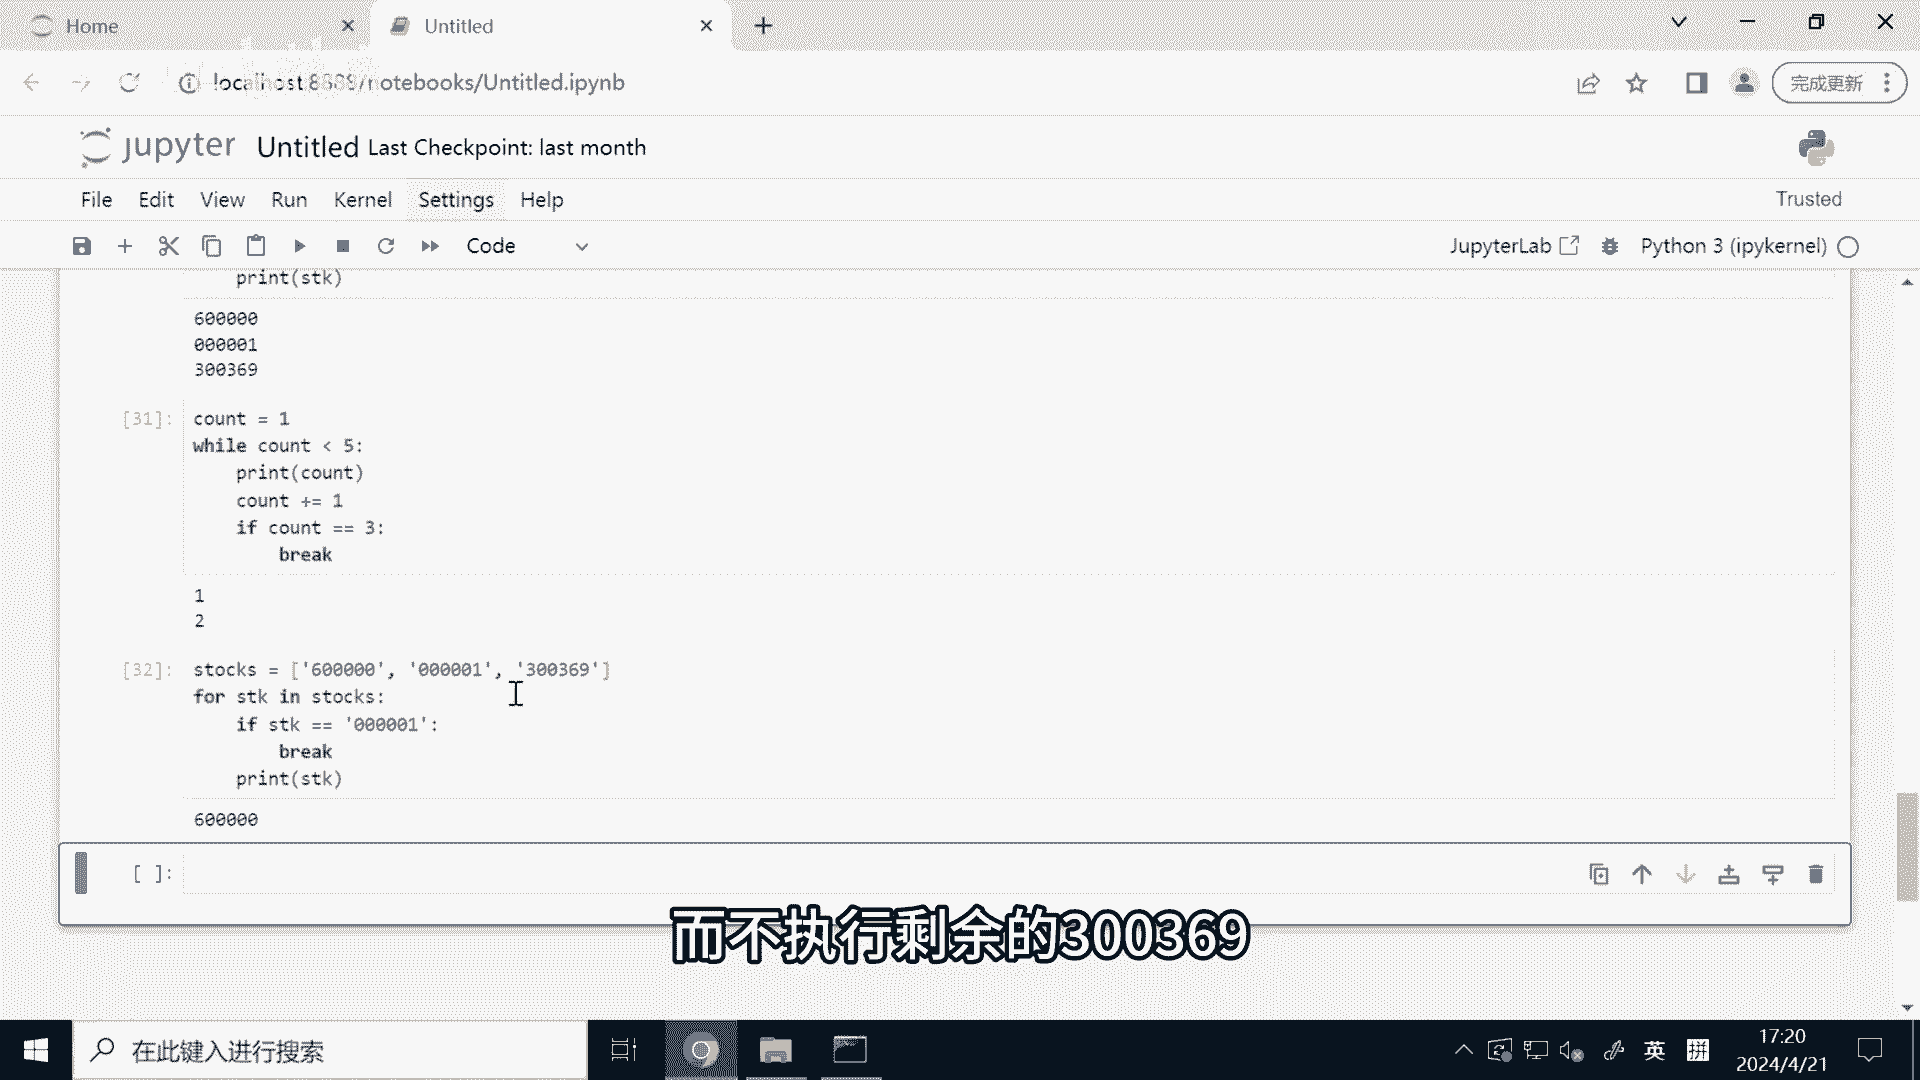 Home
Untitled
localhost:8888/notebooks/Untitled.ipynb
完成更新
jupyter Untitled Last Checkpoint: last month
File Edit View Run Kernel Settings Help
Trusted
Code
JupyterLab
Python 3 (ipykernel)
print(stk)
600000
000001
300369
[31]:
count = 1
while count < 5:
    print(count)
    count += 1
    if count == 3:
        break
1
2
[32]:
stocks = ['600000', '000001', '300369']
for stk in stocks:
    if stk == '000001':
        break
    print(stk)
600000
[ ]:
而不执行剩余的300369
在此键入进行搜索
英
拼
17:20
2024/4/21